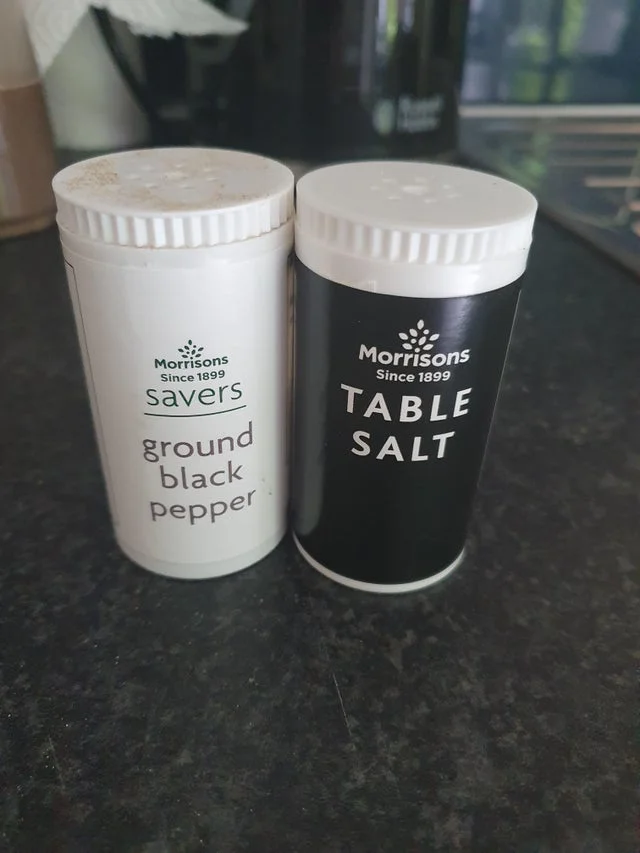 Morrisons
Since 1899
savers
ground
black
pepper
Morrisons
Since 1899
TABLE
SALT